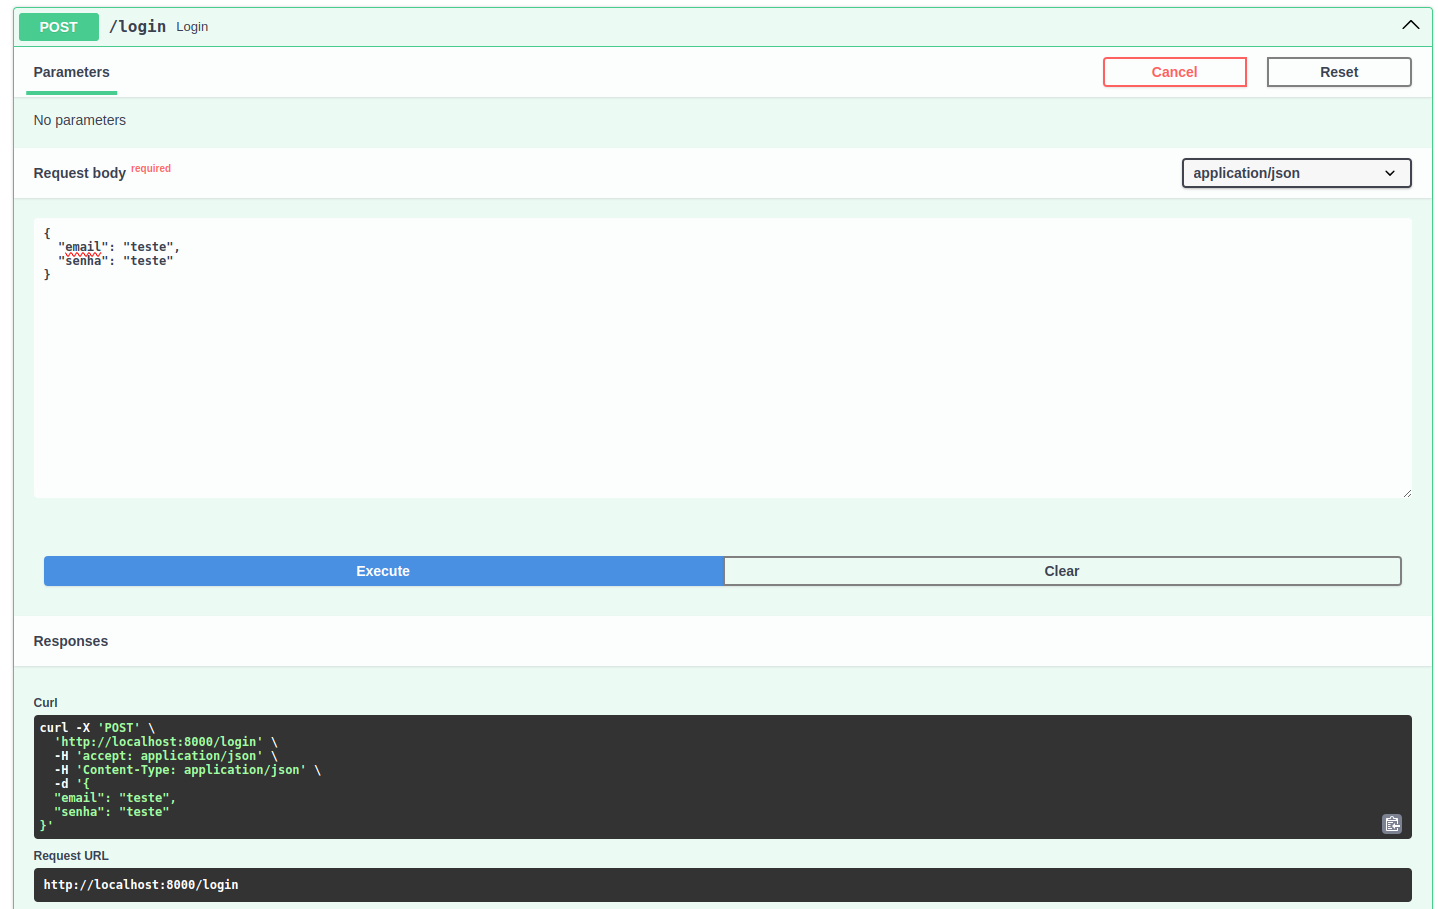 POST /login Login
Parameters
Cancel
Reset
No parameters
Request body required
application/json
{
  "email": "teste",
  "senha": "teste"
}
Execute
Clear
Responses
Curl
curl -X 'POST' \
  'http://localhost:8000/login' \
  -H 'accept: application/json' \
  -H 'Content-Type: application/json' \
  -d '{
  "email": "teste",
  "senha": "teste"
}'
Request URL
http://localhost:8000/login